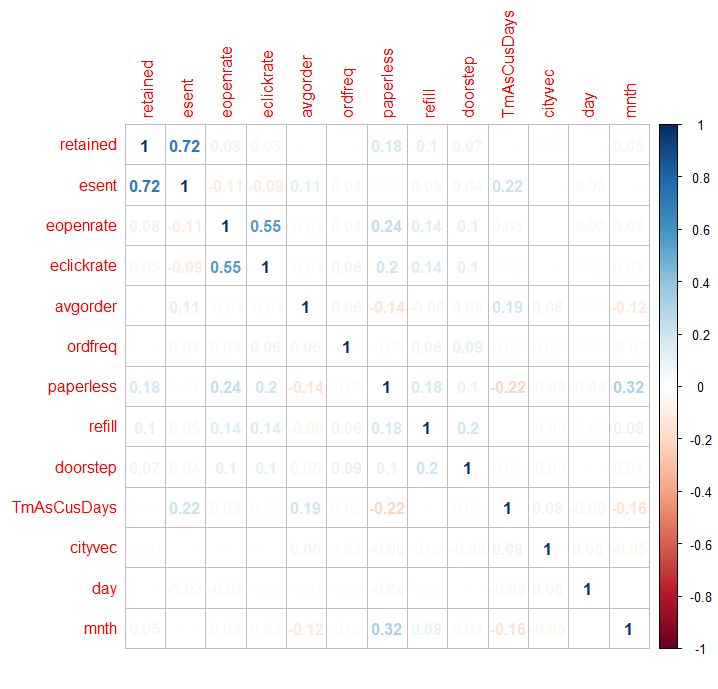 retained esent eopenrate eclickrate avgorder ordfreq paperless refill doorstep TmAsCusDays cityvec day mnth
retained 1 0.72 0.08 0.05 0.18 0.1 0.07 0.05
esent 0.72 1 -0.11 -0.09 0.11 0.04 0.05 0.04 0.22 -0.03
eopenrate 0.08 -0.11 1 0.55 0.04 0.24 0.14 0.1 0.03
eclickrate 0.05 -0.09 0.55 1 0.06 0.2 0.14 0.1
avgorder 0.11 1 0.06 -0.14 -0.06 0.05 0.19 0.06 -0.12
ordfreq 0.04 0.04 0.06 0.06 1 0.06 0.09
paperless 0.18 0.24 0.2 -0.14 1 0.18 0.1 -0.22 -0.05 -0.04 0.32
refill 0.1 0.05 0.14 0.14 -0.06 0.06 0.18 1 0.2 0.08
doorstep 0.07 0.04 0.1 0.1 0.05 0.09 0.1 0.2 1 -0.03 0.04
TmAsCusDays 0.22 0.19 -0.22 1 0.08 -0.06 -0.16
cityvec 0.06 -0.05 -0.03 0.08 1 0.05 -0.05
day -0.03 -0.04 -0.06 0.05 1
mnth 0.05 0.03 -0.12 0.32 0.08 0.04 -0.16 -0.05 1
1
0.8
0.6
0.4
0.2
0
-0.2
-0.4
-0.6
-0.8
-1